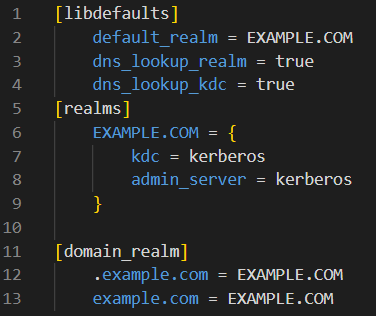 1 [libdefaults]
2     default_realm = EXAMPLE.COM
3     dns_lookup_realm = true
4     dns_lookup_kdc = true
5 [realms]
6     EXAMPLE.COM = {
7         kdc = kerberos
8         admin_server = kerberos
9     }
10
11 [domain_realm]
12     .example.com = EXAMPLE.COM
13     example.com = EXAMPLE.COM